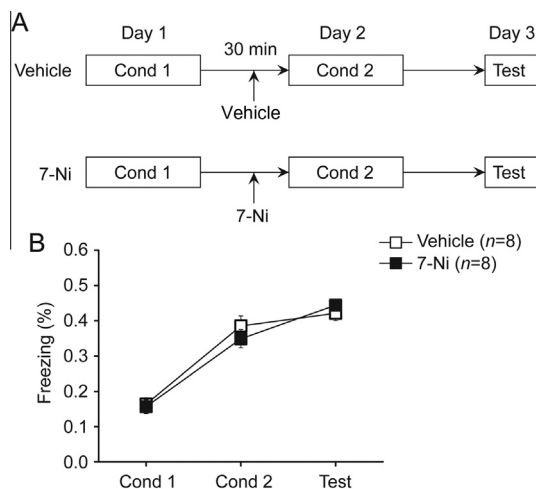 A
Day 1 Day 2 Day 3
30 min
Vehicle Cond 1 Cond 2 Test
Vehicle
7-Ni Cond 1 Cond 2 Test
7-Ni
B
Vehicle (n=8)
7-Ni (n=8)
Freezing (%)
0.6
0.5
0.4
0.3
0.2
0.1
0.0
Cond 1 Cond 2 Test